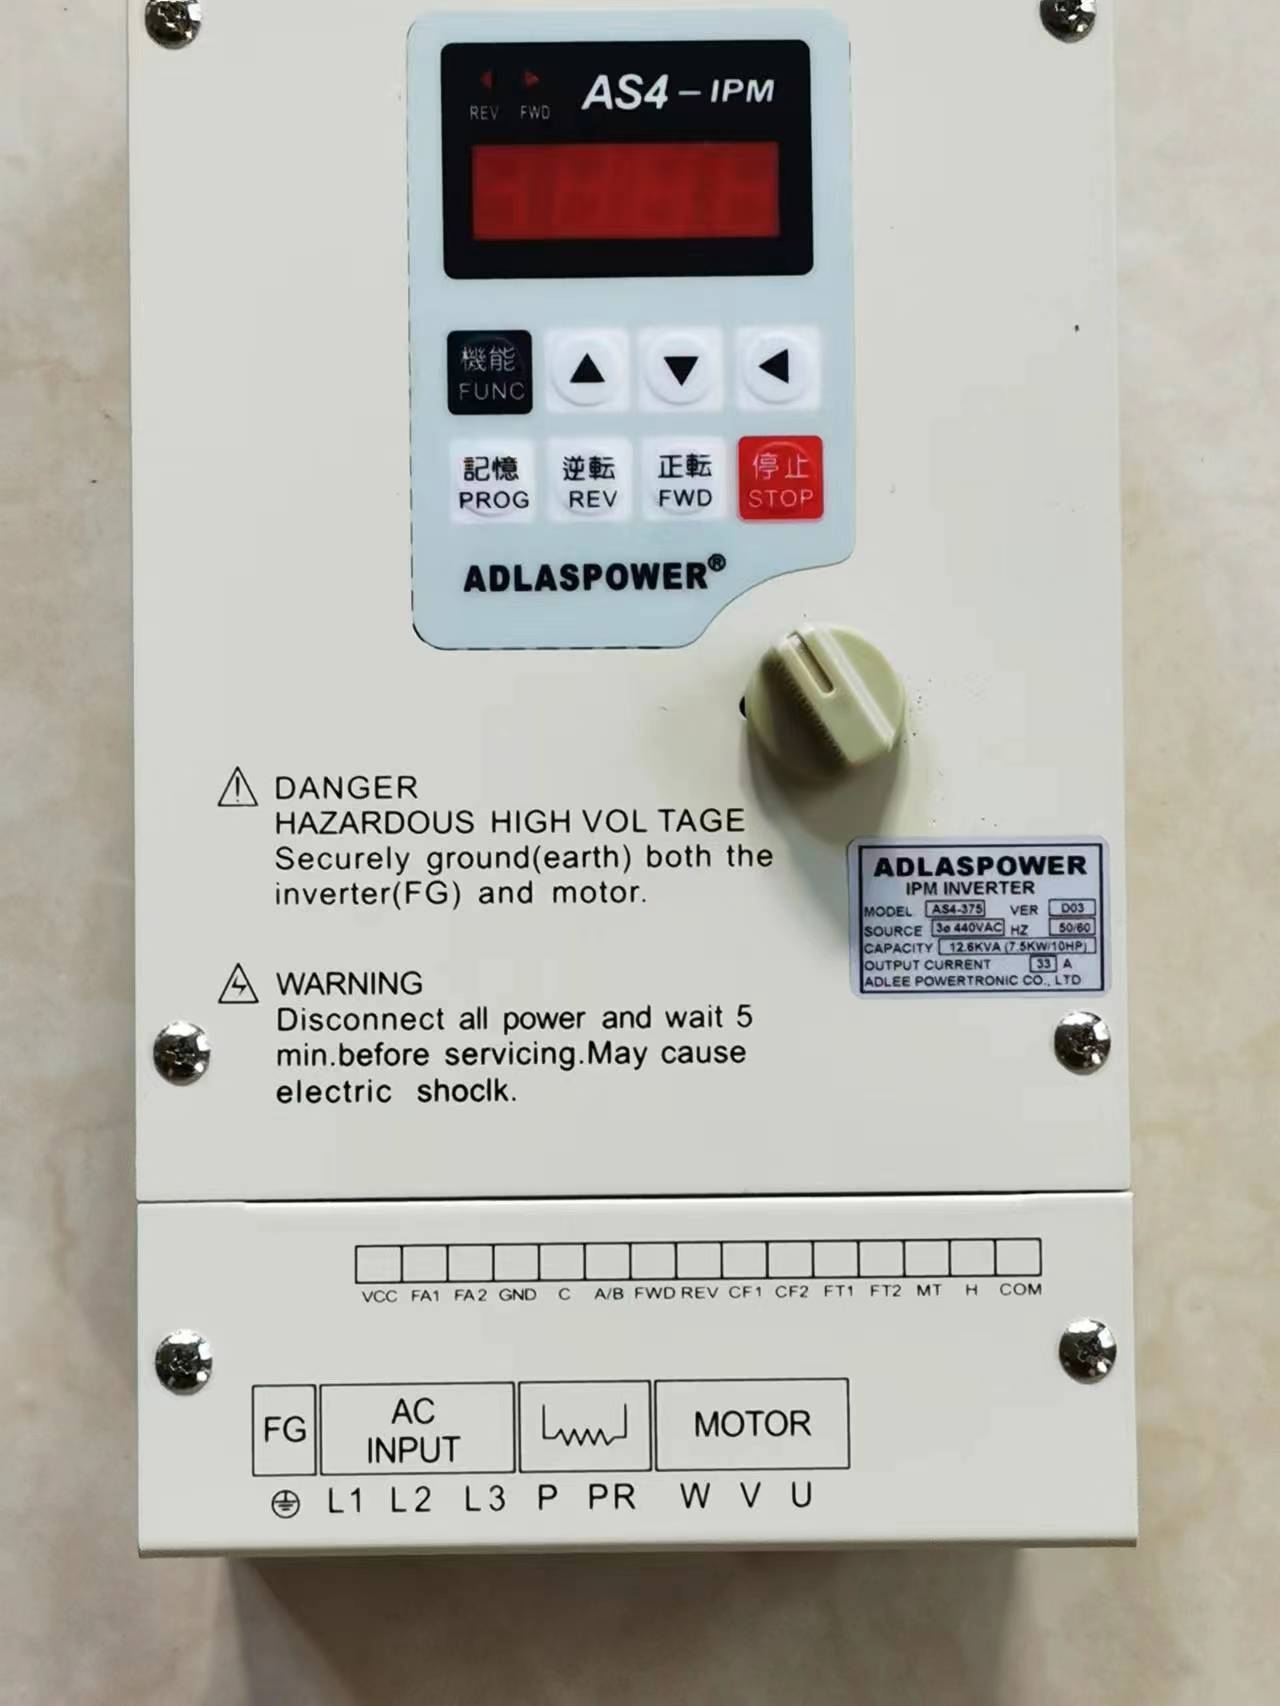 AS4-IPM
REV FWD
機能
FUNC
▲ ▼ ◀
記憶 逆転 正転 停止
PROG REV FWD STOP
ADLASPOWER®
DANGER
HAZARDOUS HIGH VOL TAGE
Securely ground(earth) both the
inverter(FG) and motor.
ADLASPOWER
IPM INVERTER
MODEL AS4-375 VER D03
SOURCE 3ø 440VAC HZ 50/60
CAPACITY 12.6KVA (7.5KW/10HP)
OUTPUT CURRENT 33 A
ADLEE POWERTRONIC CO., LTD
WARNING
Disconnect all power and wait 5
min.before servicing.May cause
electric shoclk.
VCC FA1 FA2 GND C A/B FWD REV CF1 CF2 FT1 FT2 MT H COM
FG
AC
INPUT
MOTOR
L1 L2 L3 P PR W V U